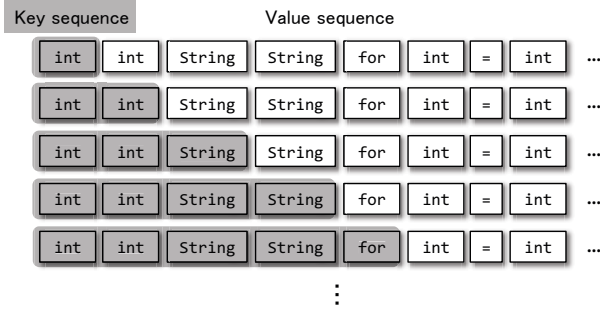 Key sequence Value sequence
int int String String for int = int ...
int int String String for int = int ...
int int String String for int = int ...
int int String String for int = int ...
int int String String for int = int ...
⋮